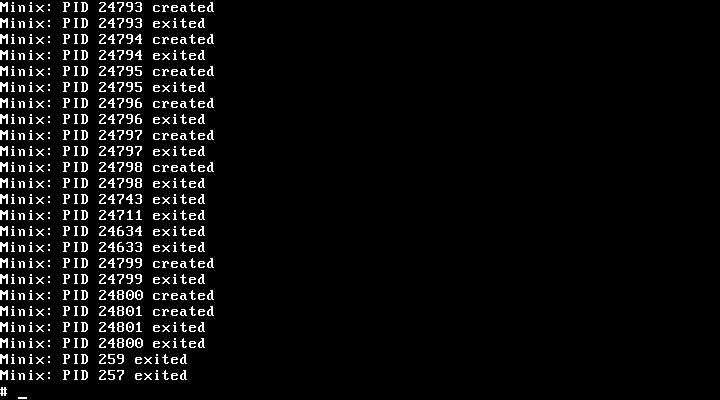 Minix: PID 24793 created
Minix: PID 24793 exited
Minix: PID 24794 created
Minix: PID 24794 exited
Minix: PID 24795 created
Minix: PID 24795 exited
Minix: PID 24796 created
Minix: PID 24796 exited
Minix: PID 24797 created
Minix: PID 24797 exited
Minix: PID 24798 created
Minix: PID 24798 exited
Minix: PID 24743 exited
Minix: PID 24711 exited
Minix: PID 24634 exited
Minix: PID 24633 exited
Minix: PID 24799 created
Minix: PID 24799 exited
Minix: PID 24800 created
Minix: PID 24801 created
Minix: PID 24801 exited
Minix: PID 24800 exited
Minix: PID 259 exited
Minix: PID 257 exited
# _